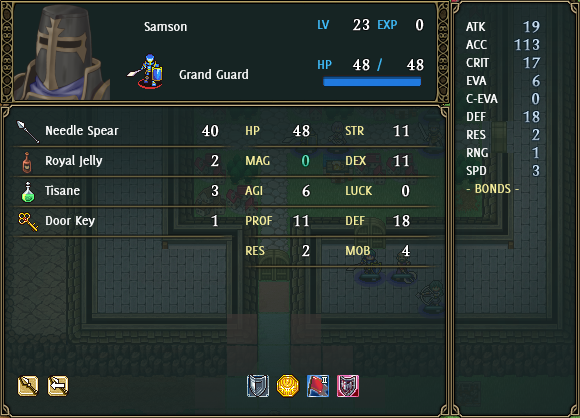 Samson
LV 23 EXP 0
Grand Guard
HP 48 / 48
Needle Spear 40
Royal Jelly 2
Tisane 3
Door Key 1
HP 48 STR 11
MAG 0 DEX 11
AGI 6 LUCK 0
PROF 11 DEF 18
RES 2 MOB 4
II
ATK 19
ACC 113
CRIT 17
EVA 6
C-EVA 0
DEF 18
RES 2
RNG 1
SPD 3
- BONDS -